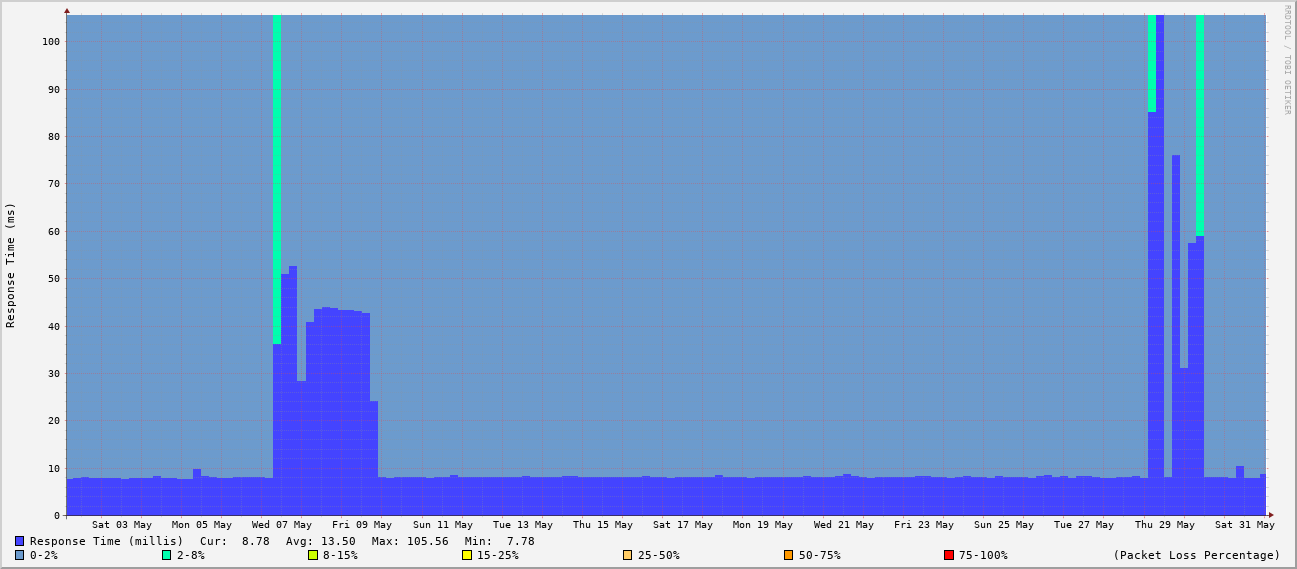 RRDTOOL / TOBI OETIKER
Response Time (ms)
100
90
80
70
60
50
40
30
20
10
0
Sat 03 May Mon 05 May Wed 07 May Fri 09 May Sun 11 May Tue 13 May Thu 15 May Sat 17 May Mon 19 May Wed 21 May Fri 23 May Sun 25 May Tue 27 May Thu 29 May Sat 31 May
Response Time (millis) Cur: 8.78 Avg: 13.50 Max: 105.56 Min: 7.78
0-2% 2-8% 8-15% 15-25% 25-50% 50-75% 75-100% (Packet Loss Percentage)